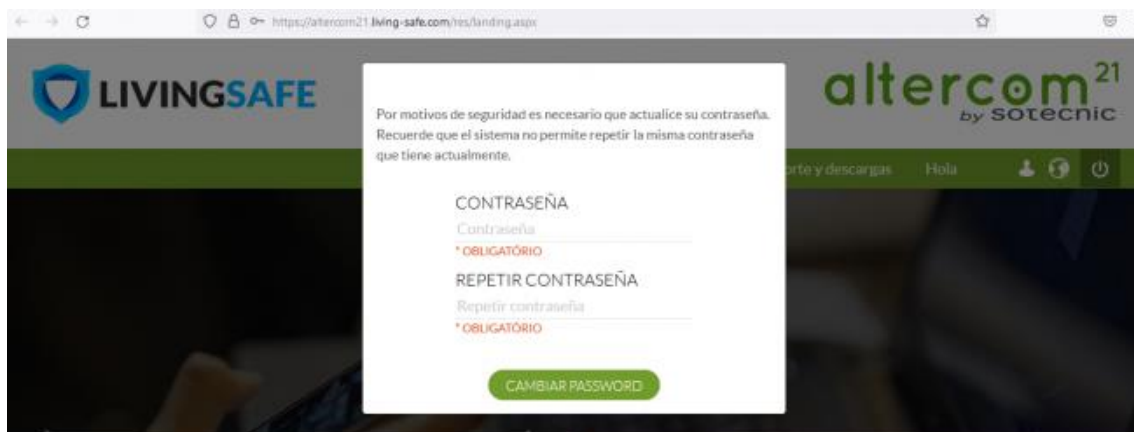 https://altercom21.living-safe.com/res/landing.aspx
LIVINGSAFE
altercom21
by sotecnic
Por motivos de seguridad es necesario que actualice su contraseña.
Recuerde que el sistema no permite repetir la misma contraseña
que tiene actualmente.
y descargas Hola
CONTRASEÑA
Contraseña
* OBLIGATÓRIO
REPETIR CONTRASEÑA
Repetir contraseña
* OBLIGATÓRIO
CAMBIAR PASSWORD